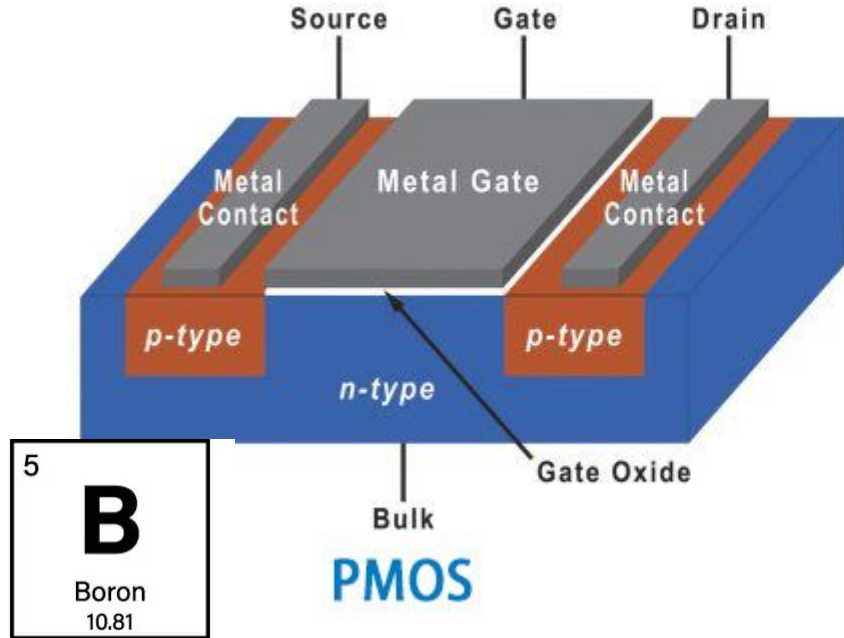 Source
Gate
Drain
Metal
Contact
Metal Gate
Metal
Contact
p-type
p-type
n-type
Gate Oxide
Bulk
PMOS
5
B
Boron
10.81